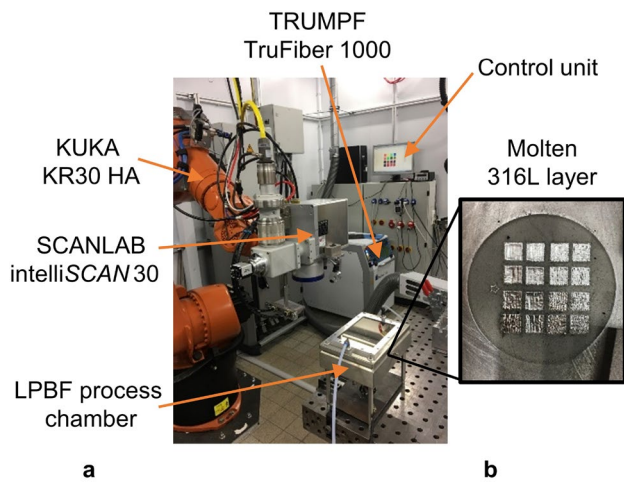 TRUMPF
TruFiber 1000
Control unit
KUKA
KR30 HA
Molten
316L layer
SCANLAB
intelliSCAN 30
LPBF process
chamber
a
b